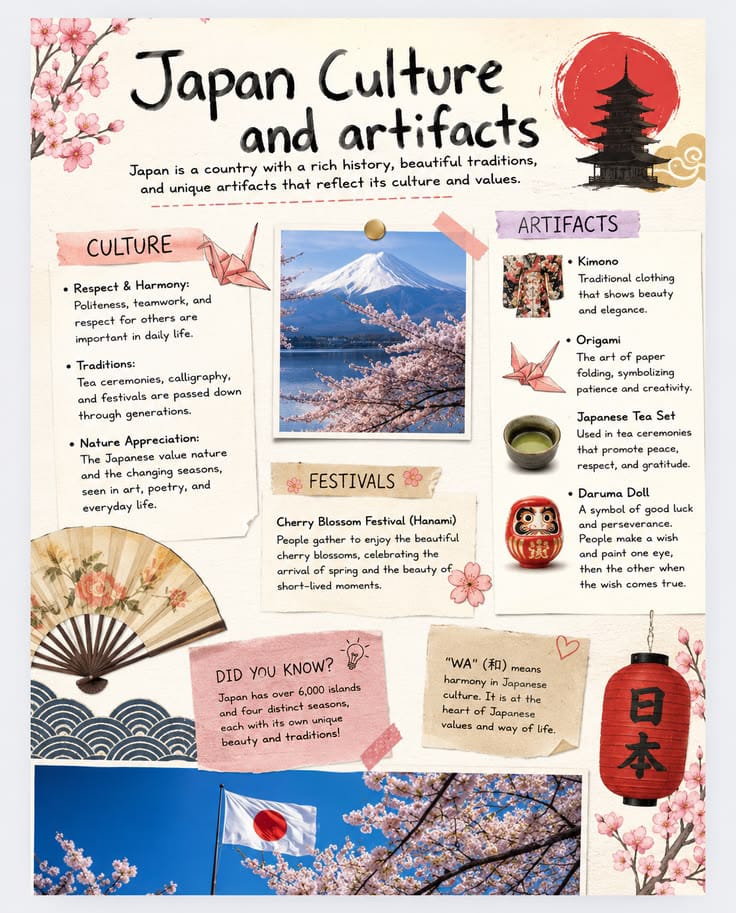 Japan Culture
and artifacts
Japan is a country with a rich history, beautiful traditions,
and unique artifacts that reflect its culture and values.
CULTURE
• Respect & Harmony:
Politeness, teamwork, and
respect for others are
important in daily life.
• Traditions:
Tea ceremonies, calligraphy,
and festivals are passed down
through generations.
• Nature Appreciation:
The Japanese value nature
and the changing seasons,
seen in art, poetry, and
everyday life.
FESTIVALS
Cherry Blossom Festival (Hanami)
People gather to enjoy the beautiful
cherry blossoms, celebrating the
arrival of spring and the beauty of
short-lived moments.
ARTIFACTS
• Kimono
Traditional clothing
that shows beauty
and elegance.
• Origami
The art of paper
folding, symbolizing
patience and creativity.
Japanese Tea Set
Used in tea ceremonies
that promote peace,
respect, and gratitude.
• Daruma Doll
A symbol of good luck
and perseverance.
People make a wish
and paint one eye,
then the other when
the wish comes true.
DID YOU KNOW?
Japan has over 6,000 islands
and four distinct seasons,
each with its own unique
beauty and traditions!
"WA" (和) means
harmony in Japanese
culture. It is at the
heart of Japanese
values and way of life.
日
本